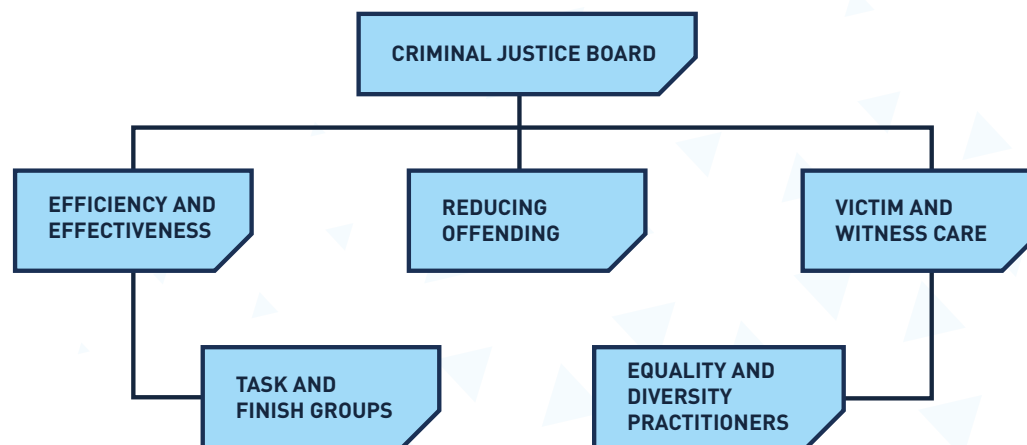 CRIMINAL JUSTICE BOARD
EFFICIENCY AND
EFFECTIVENESS
REDUCING
OFFENDING
VICTIM AND
WITNESS CARE
TASK AND
FINISH GROUPS
EQUALITY AND
DIVERSITY
PRACTITIONERS